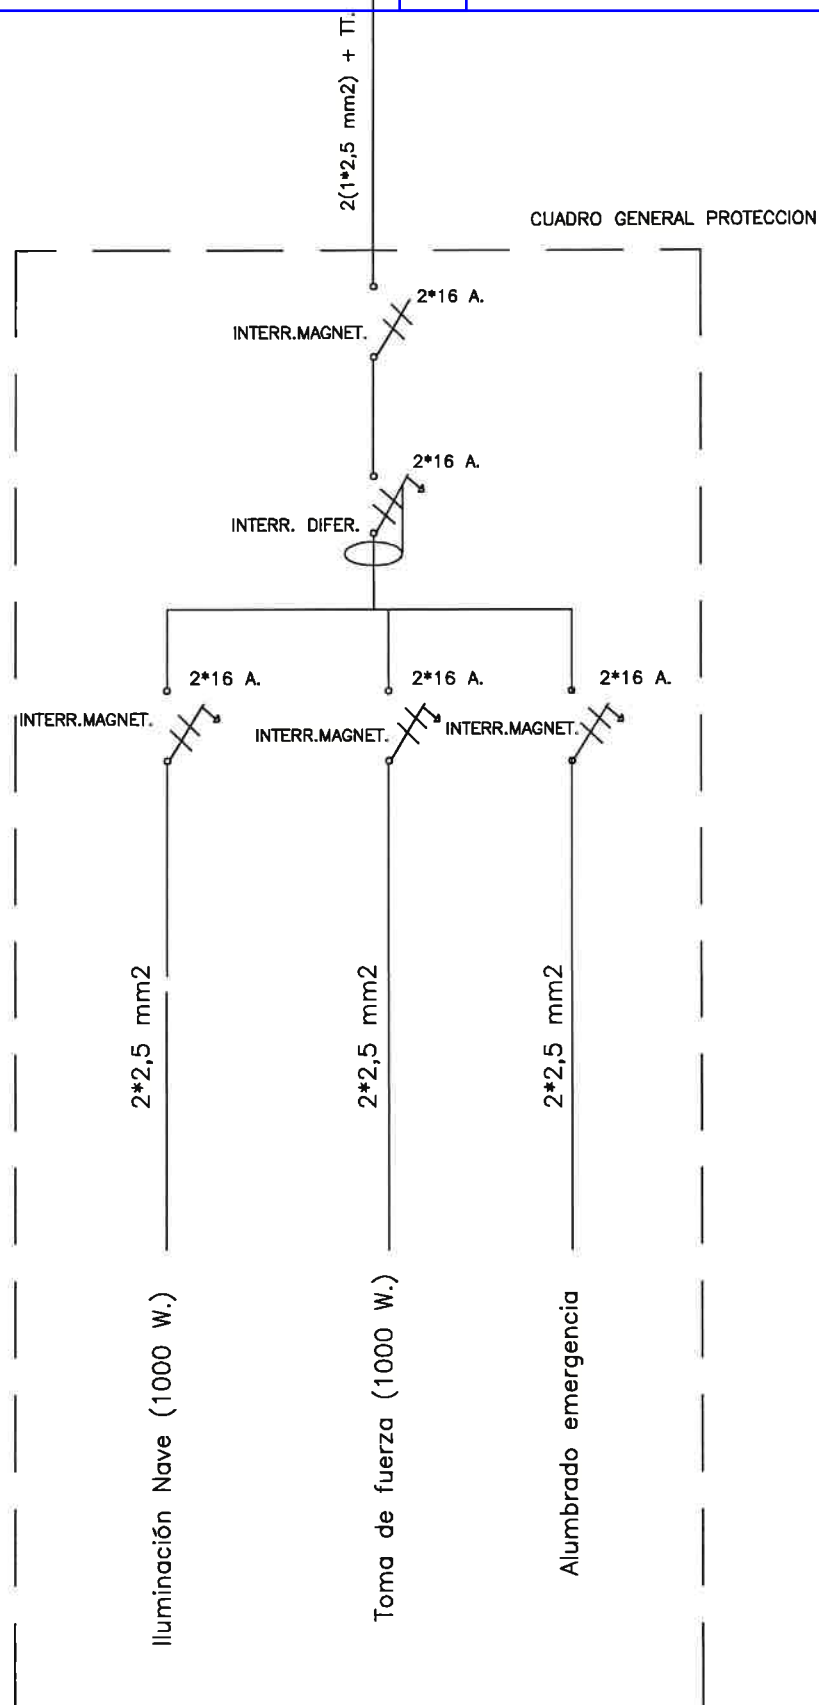 2(1*2,5 mm2) + TT.
CUADRO GENERAL PROTECCION
2*16 A.
INTERR.MAGNET.
2*16 A.
INTERR. DIFER.
2*16 A.
2*16 A.
2*16 A.
INTERR.MAGNET.
INTERR.MAGNET.
INTERR.MAGNET.
2*2,5 mm2
2*2,5 mm2
2*2,5 mm2
Iluminación Nave (1000 W.)
Toma de fuerza (1000 W.)
Alumbrado emergencia